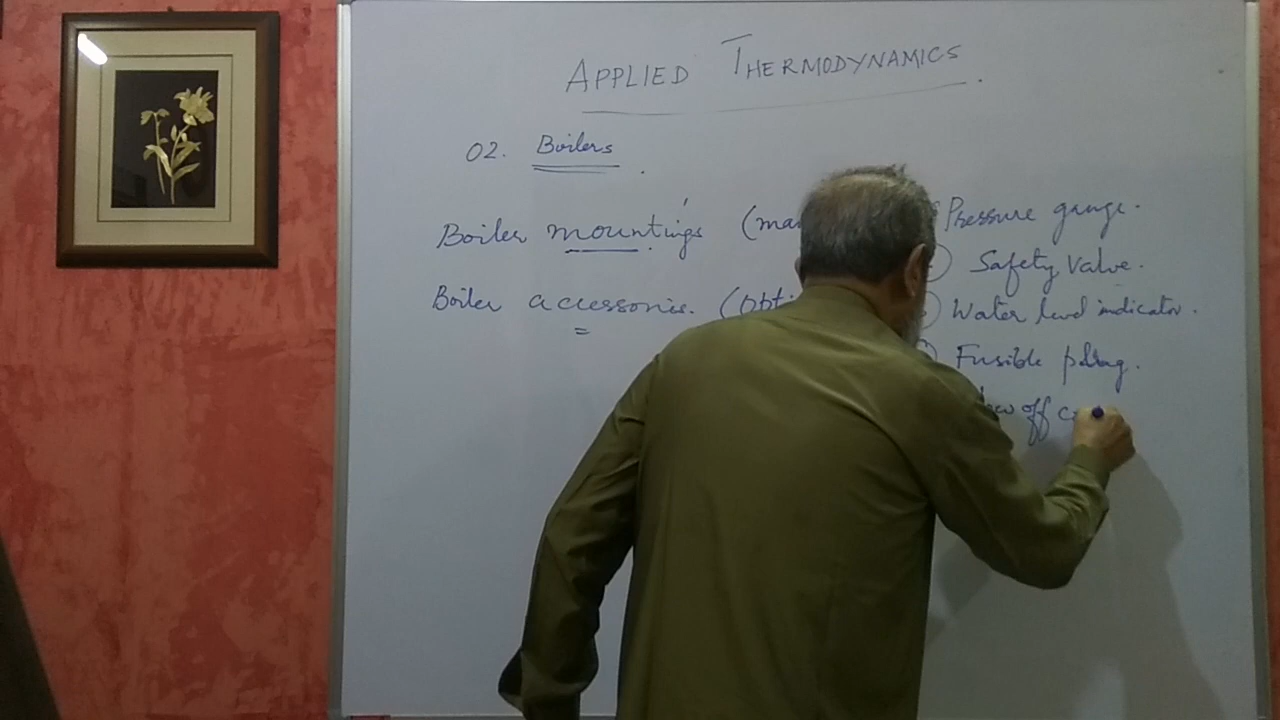 APPLIED THERMODYNAMICS.
02. Boilers.
Boiler mountings
Pressure gauge.
Safety Valve.
Boiler accessories.
Water level indicator.
Fusible plug.
off